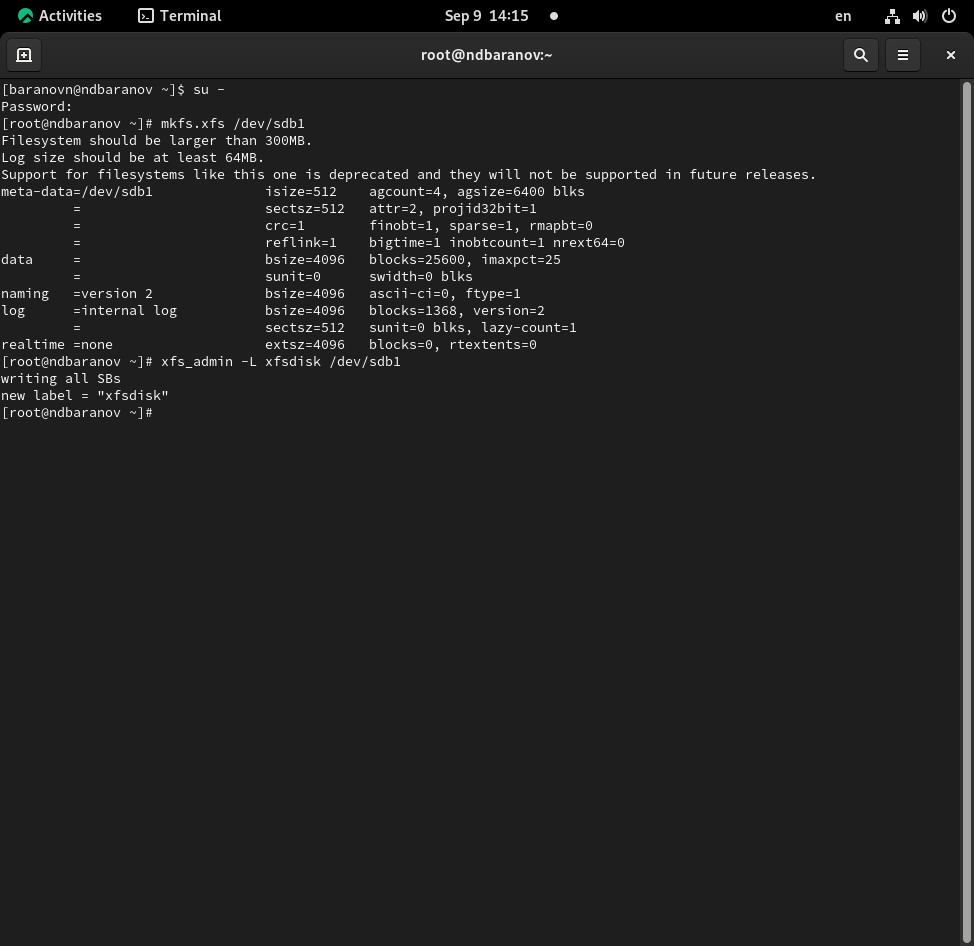 Activities Terminal Sep 9 14:15 en
root@ndbaranov:~
[baranovn@ndbaranov ~]$ su -
Password:
[root@ndbaranov ~]# mkfs.xfs /dev/sdb1
Filesystem should be larger than 300MB.
Log size should be at least 64MB.
Support for filesystems like this one is deprecated and they will not be supported in future releases.
meta-data=/dev/sdb1              isize=512    agcount=4, agsize=6400 blks
         =                       sectsz=512   attr=2, projid32bit=1
         =                       crc=1        finobt=1, sparse=1, rmapbt=0
         =                       reflink=1    bigtime=1 inobtcount=1 nrext64=0
data     =                       bsize=4096   blocks=25600, imaxpct=25
         =                       sunit=0      swidth=0 blks
naming   =version 2              bsize=4096   ascii-ci=0, ftype=1
log      =internal log           bsize=4096   blocks=1368, version=2
         =                       sectsz=512   sunit=0 blks, lazy-count=1
realtime =none                   extsz=4096   blocks=0, rtextents=0
[root@ndbaranov ~]# xfs_admin -L xfsdisk /dev/sdb1
writing all SBs
new label = "xfsdisk"
[root@ndbaranov ~]#